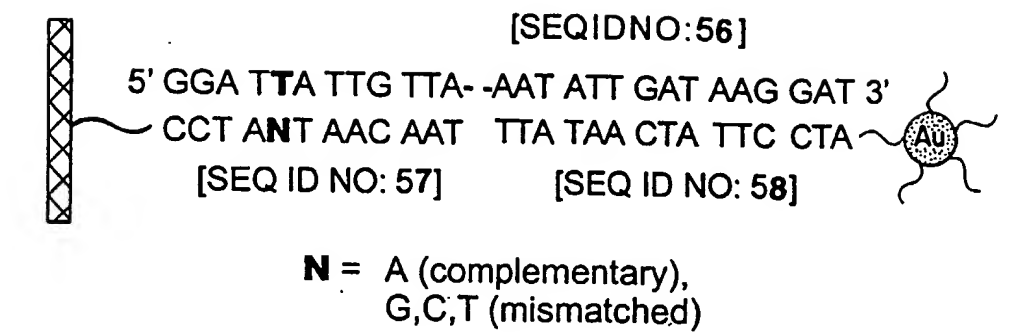 [SEQIDNO:56]
5' GGA TTA TTG TTA- -AAT ATT GAT AAG GAT 3'
CCT ANT AAC AAT TTA TAA CTA TTC CTA Au
[SEQ ID NO: 57] [SEQ ID NO: 58]
N = A (complementary),
G,C,T (mismatched)